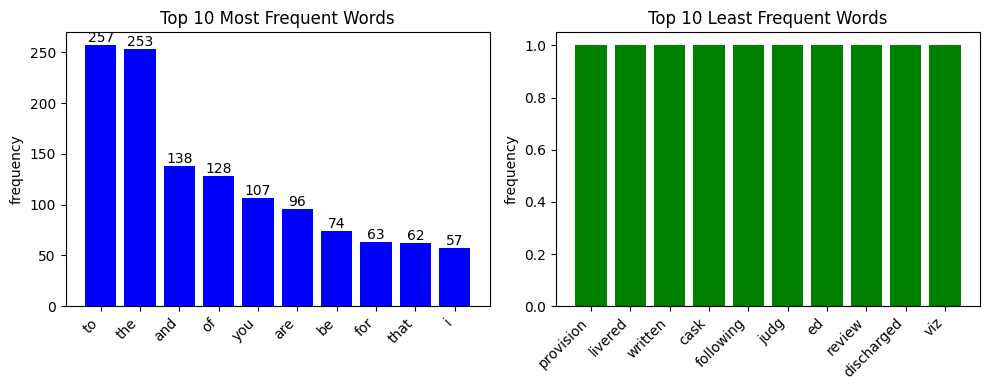 Top 10 Most Frequent Words
frequency
0
50
100
150
200
250
257
253
138
128
107
96
74
63
62
57
to
the
and
of
you
are
be
for
that
i
Top 10 Least Frequent Words
frequency
0.0
0.2
0.4
0.6
0.8
1.0
provision
livered
written
cask
following
judg
ed
review
discharged
viz